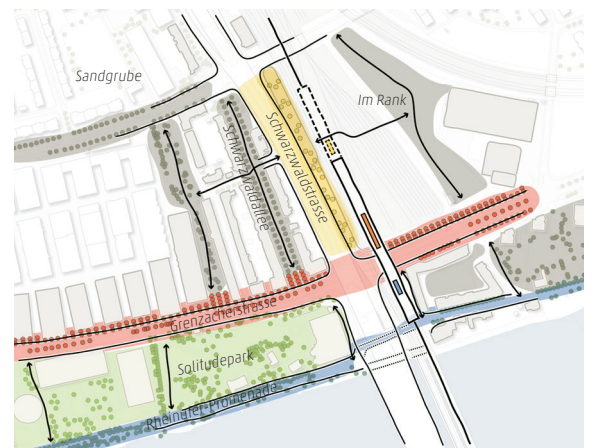 Sandgrube
Im Rank
Schwarzwaldallee
Schwarzwaldstrasse
Grenzacherstrasse
Solitudepark
Rheinufer-Promenade